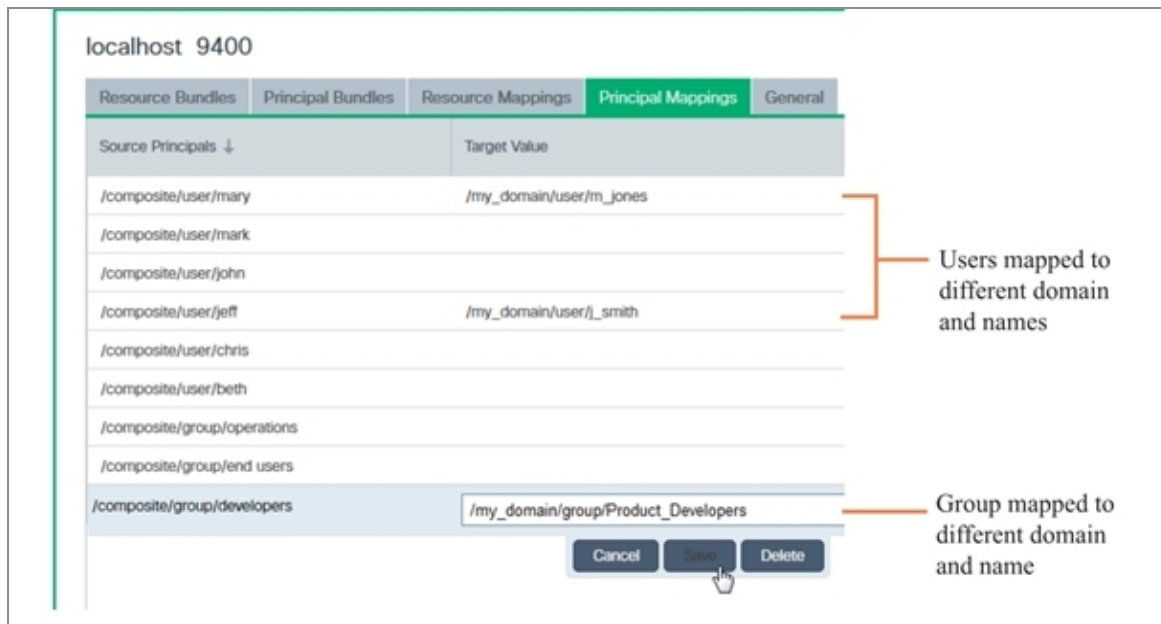 localhost 9400
Resource Bundles Principal Bundles Resource Mappings Principal Mappings General
Source Principals ↓ Target Value
/composite/user/mary /my_domain/user/m_jones
/composite/user/mark
/composite/user/john
/composite/user/jeff /my_domain/user/j_smith
/composite/user/chris
/composite/user/beth
/composite/group/operations
/composite/group/end users
/composite/group/developers /my_domain/group/Product_Developers
Cancel Save Delete
Users mapped to
different domain
and names
Group mapped to
different domain
and name